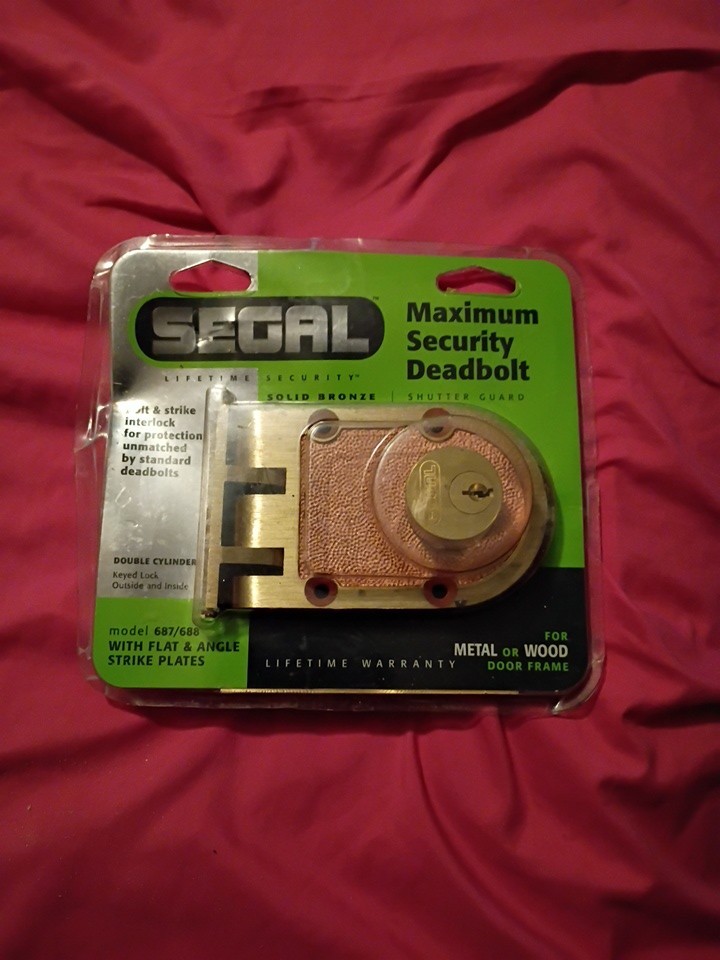 SEGAL™
LIFETIME SECURITY™
Maximum
Security
Deadbolt
SOLID BRONZE | SHUTTER GUARD
& strike
interlock
for protection
unmatched
by standard
deadbolts
DOUBLE CYLINDER
Keyed Lock
Outside and Inside
model 687/688
WITH FLAT & ANGLE
STRIKE PLATES
LIFETIME WARRANTY
FOR
METAL OR WOOD
DOOR FRAME